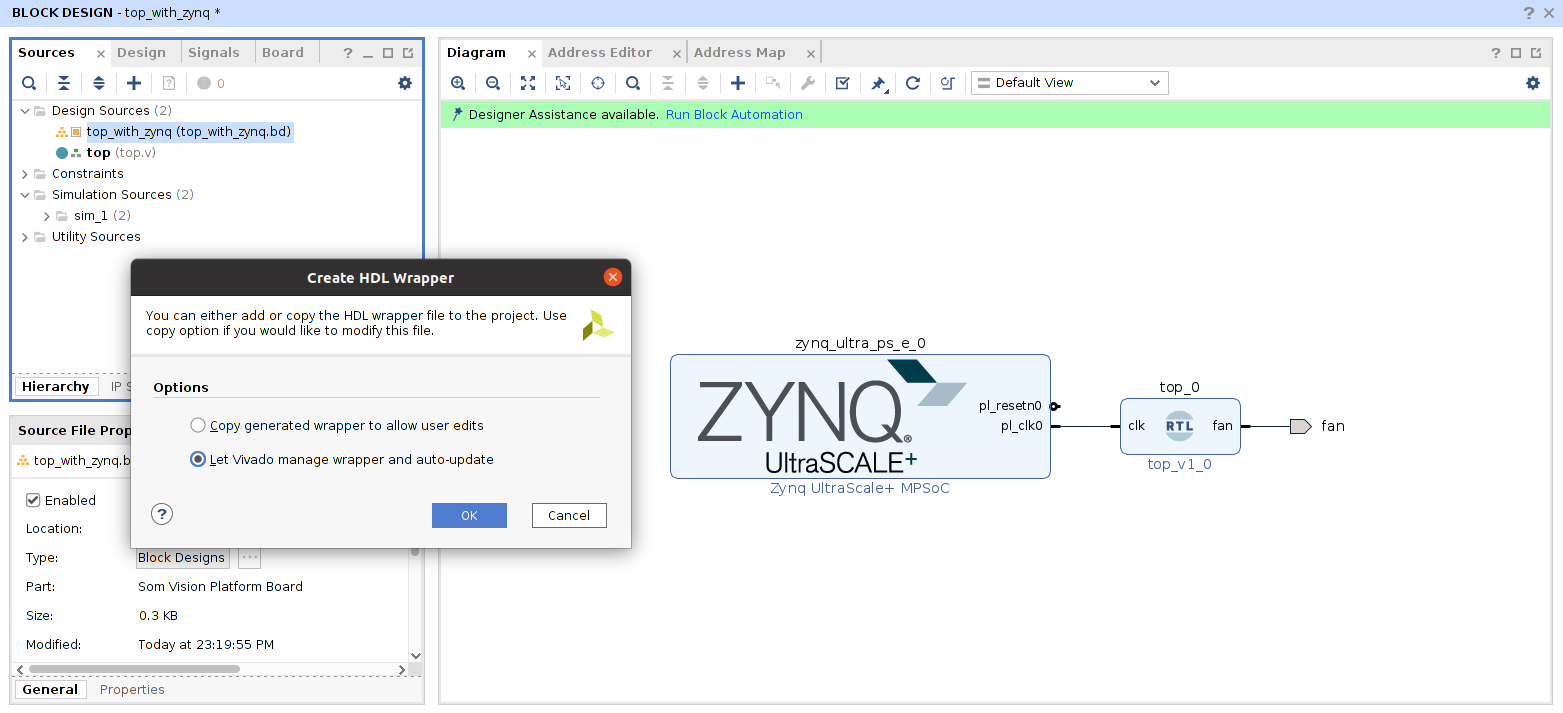 BLOCK DESIGN - top_with_zynq *
? ×
Sources × Design Signals Board ?
0
Design Sources (2)
top_with_zynq (top_with_zynq.bd)
top (top.v)
Constraints
Simulation Sources (2)
sim_1 (2)
Utility Sources
Hierarchy IP S
Source File Prop
top_with_zynq.b
Enabled
Location:
Type: Block Designs ...
Part: Som Vision Platform Board
Size: 0.3 KB
Modified: Today at 23:19:55 PM
General Properties
Create HDL Wrapper
You can either add or copy the HDL wrapper file to the project. Use
copy option if you would like to modify this file.
Options
Copy generated wrapper to allow user edits
Let Vivado manage wrapper and auto-update
? OK Cancel
Diagram × Address Editor × Address Map × ?
Default View
Designer Assistance available. Run Block Automation
zynq_ultra_ps_e_0
ZYNQ®
UltraSCALE+
pl_resetn0
pl_clk0
Zynq UltraScale+ MPSoC
top_0
clk RTL fan
top_v1_0
fan